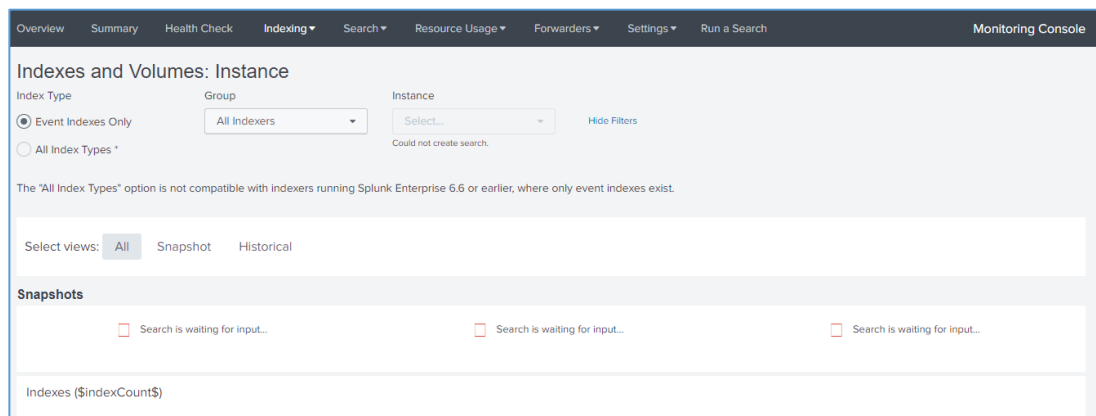 Overview Summary Health Check Indexing▾ Search▾ Resource Usage▾ Forwarders▾ Settings▾ Run a Search Monitoring Console
Indexes and Volumes: Instance
Index Type Group Instance
Event Indexes Only All Indexers Select... Hide Filters
All Index Types * Could not create search.
The "All Index Types" option is not compatible with indexers running Splunk Enterprise 6.6 or earlier, where only event indexes exist.
Select views: All Snapshot Historical
Snapshots
Search is waiting for input... Search is waiting for input... Search is waiting for input...
Indexes ($indexCount$)